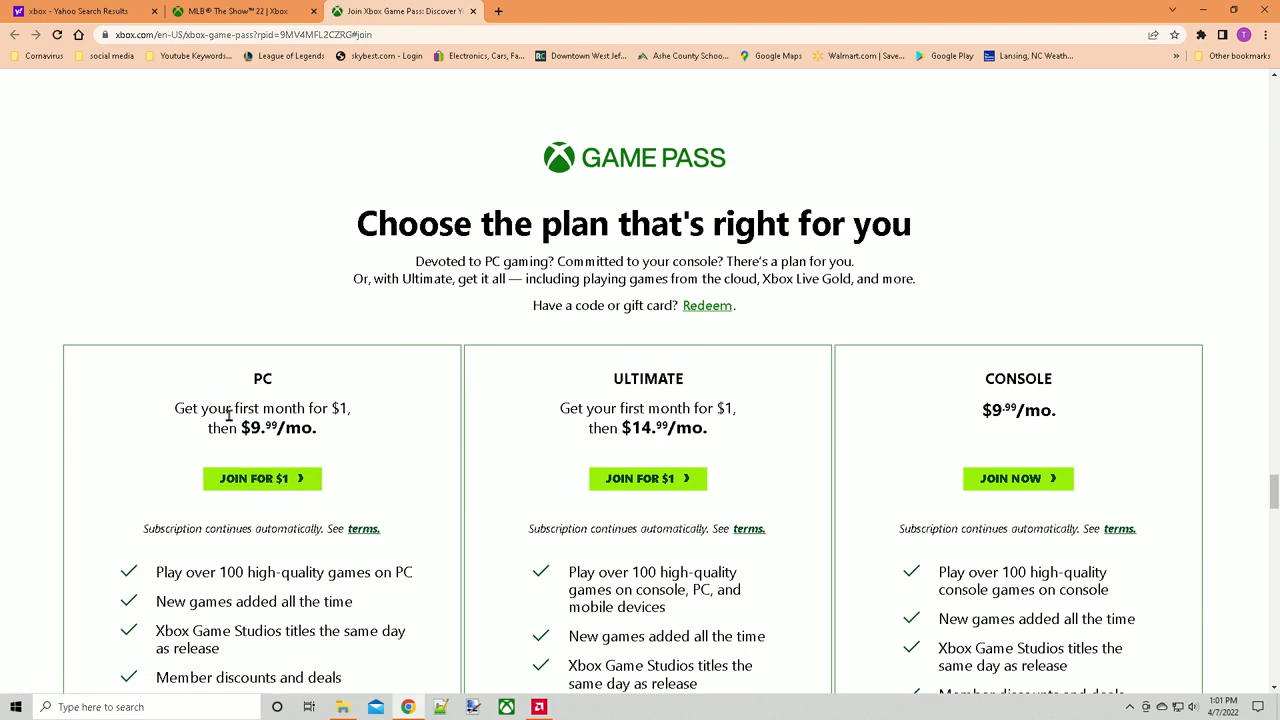 xbox - Yahoo Search Results
MLB® The Show™ 22 | Xbox
Join Xbox Game Pass: Discover Y
xbox.com/en-US/xbox-game-pass?rpid=9MV4MFL2CZRG#join
T
Cornavirus
social media
Youtube Keywords...
League of Legends
skybest.com - Login
Electronics, Cars, Fa...
Downtown West Jef...
Ashe County Schoo...
Google Maps
Walmart.com | Save...
Google Play
Lansing, NC Weath...
»
Other bookmarks
GAME PASS
Choose the plan that's right for you
Devoted to PC gaming? Committed to your console? There's a plan for you.
Or, with Ultimate, get it all — including playing games from the cloud, Xbox Live Gold, and more.
Have a code or gift card? Redeem.
PC
Get your first month for $1,
then $9.99/mo.
JOIN FOR $1
Subscription continues automatically. See terms.
Play over 100 high-quality games on PC
New games added all the time
Xbox Game Studios titles the same day
as release
Member discounts and deals
ULTIMATE
Get your first month for $1,
then $14.99/mo.
JOIN FOR $1
Subscription continues automatically. See terms.
Play over 100 high-quality
games on console, PC, and
mobile devices
New games added all the time
Xbox Game Studios titles the
same day as release
CONSOLE
$9.99/mo.
JOIN NOW
Subscription continues automatically. See terms.
Play over 100 high-quality
console games on console
New games added all the time
Xbox Game Studios titles the
same day as release
Member discounts and deals
Type here to search
1:01 PM
4/7/2022